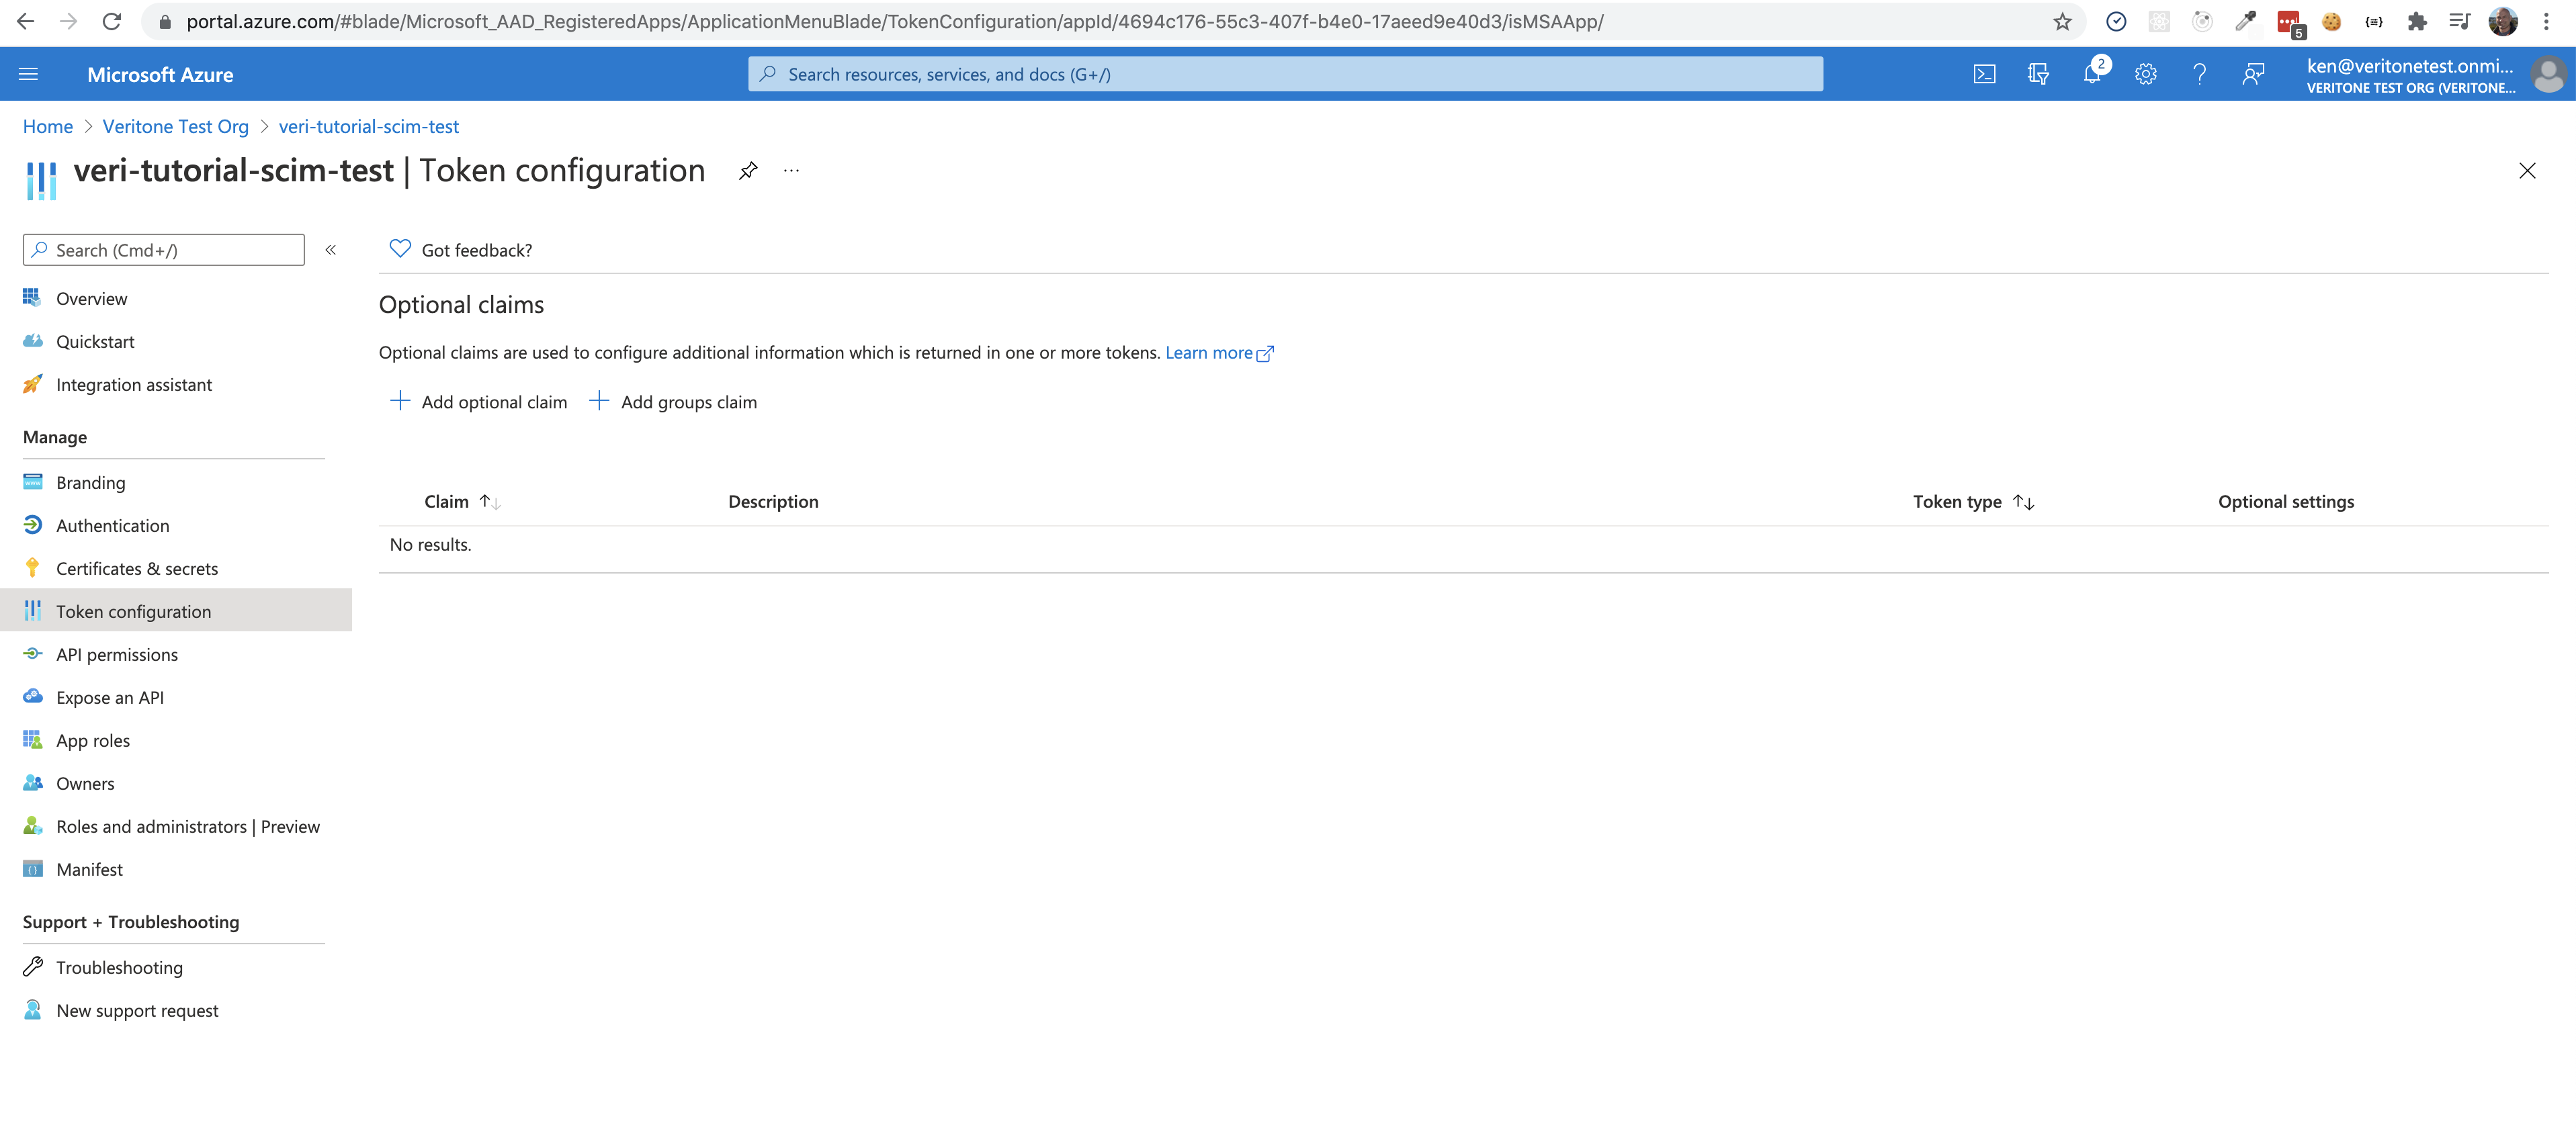 portal.azure.com/#blade/Microsoft_AAD_RegisteredApps/ApplicationMenuBlade/TokenConfiguration/appId/4694c176-55c3-407f-b4e0-17aeed9e40d3/isMSAApp/
5
Microsoft Azure
Search resources, services, and docs (G+/)
2
ken@veritonetest.onmi...
VERITONE TEST ORG (VERITONE...
Home > Veritone Test Org > veri-tutorial-scim-test
veri-tutorial-scim-test | Token configuration
Search (Cmd+/)
«
Got feedback?
Overview
Quickstart
Integration assistant
Manage
Branding
Authentication
Certificates & secrets
Token configuration
API permissions
Expose an API
App roles
Owners
Roles and administrators | Preview
Manifest
Support + Troubleshooting
Troubleshooting
New support request
Optional claims
Optional claims are used to configure additional information which is returned in one or more tokens. Learn more
Add optional claim
Add groups claim
Claim
Description
Token type
Optional settings
No results.